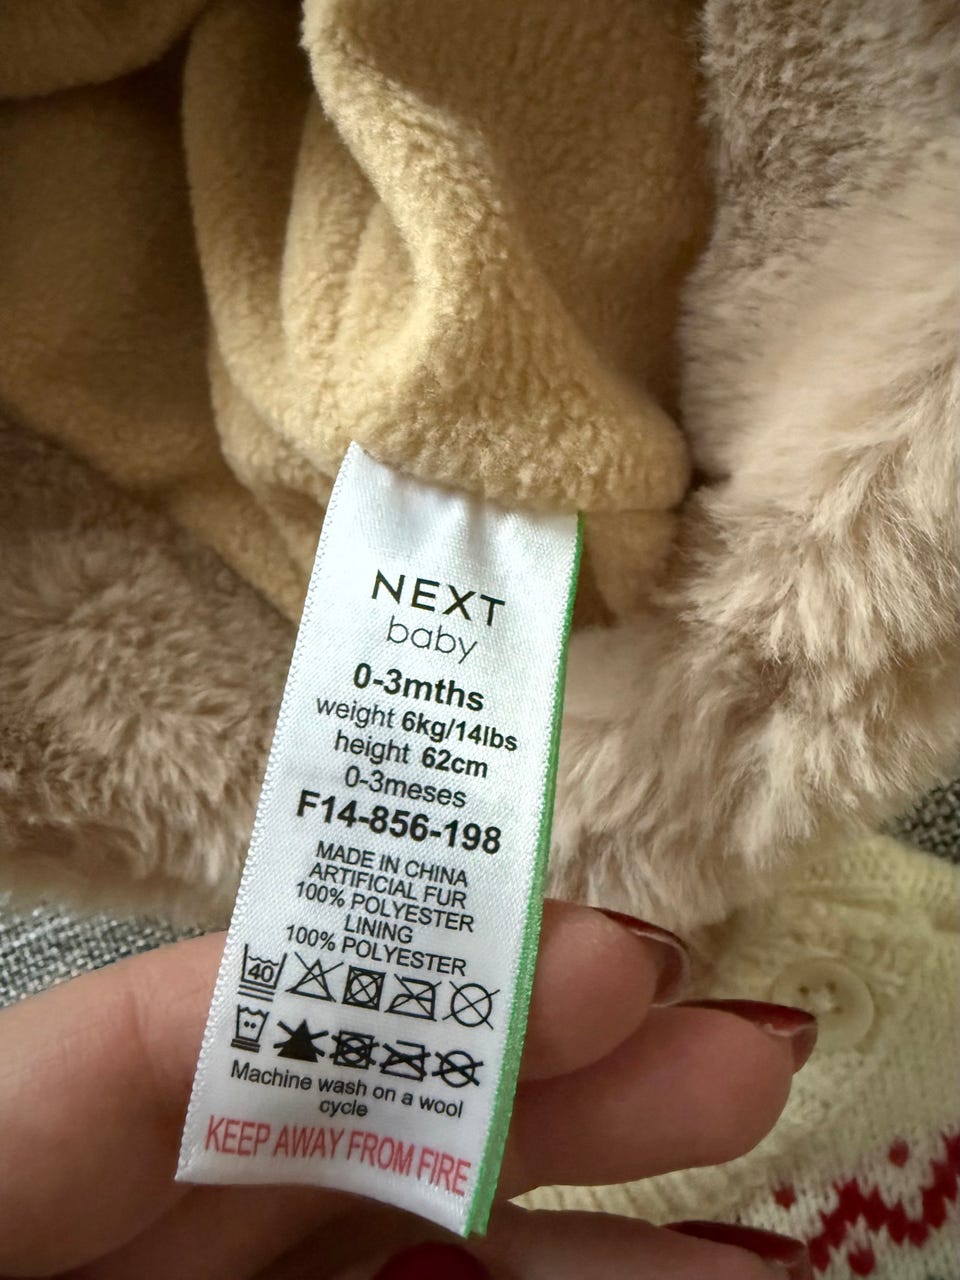 NEXT
baby
0-3mths
weight 6kg/14lbs
height 62cm
0-3meses
F14-856-198
MADE IN CHINA
ARTIFICIAL FUR
100% POLYESTER
LINING
100% POLYESTER
40
Machine wash on a wool
cycle
KEEP AWAY FROM FIRE